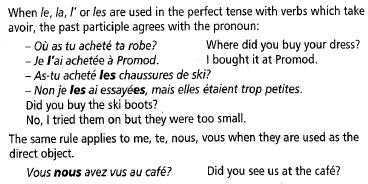 When le, la, l' or les are used in the perfect tense with verbs which take
avoir, the past participle agrees with the pronoun:
– Où as tu acheté ta robe? Where did you buy your dress?
– Je l'ai achetée à Promod. I bought it at Promod.
– As-tu acheté les chaussures de ski?
– Non je les ai essayées, mais elles étaient trop petites.
Did you buy the ski boots?
No, I tried them on but they were too small.
The same rule applies to me, te, nous, vous when they are used as the
direct object.
Vous nous avez vus au café? Did you see us at the café?